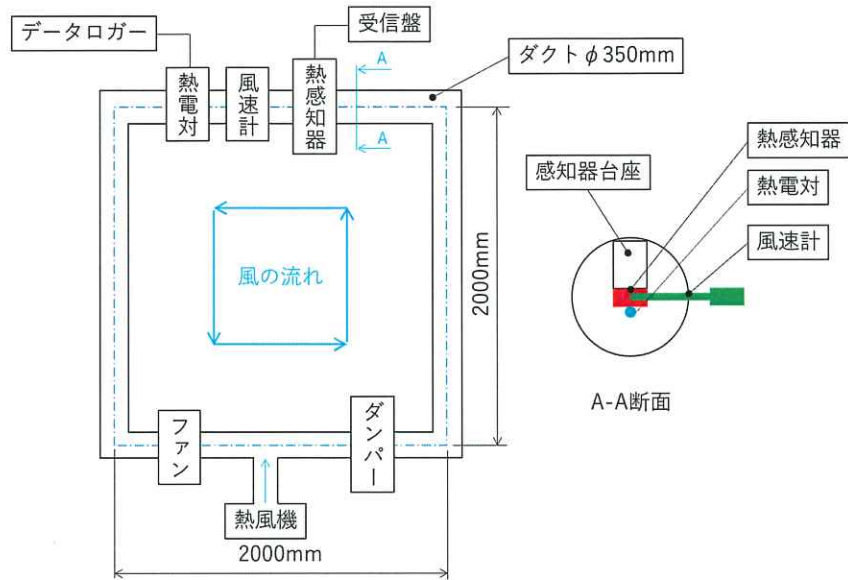 データロガー
受信盤
ダクトφ350mm
熱電対
風速計
熱感知器
A
A
風の流れ
2000mm
ファン
ダンパー
熱風機
2000mm
感知器台座
熱感知器
熱電対
風速計
A-A断面